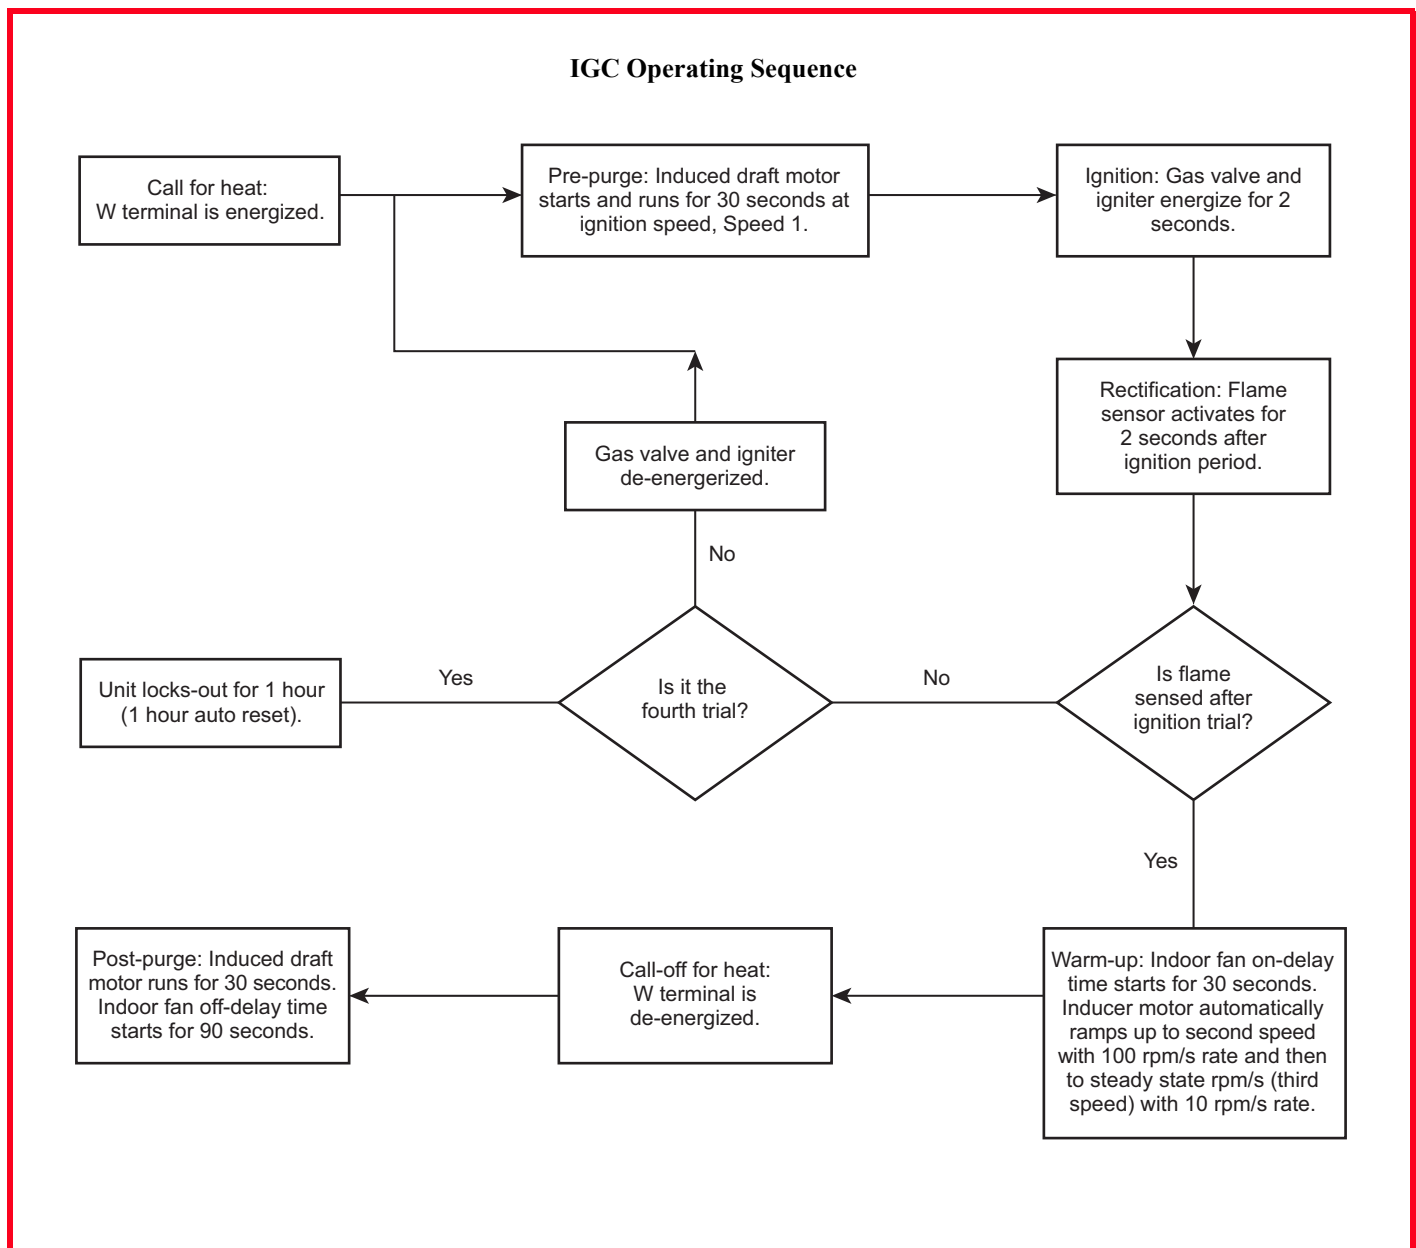 IGC Operating Sequence
Call for heat:
W terminal is energized.
Pre-purge: Induced draft motor
starts and runs for 30 seconds at
ignition speed, Speed 1.
Ignition: Gas valve and
igniter energize for 2
seconds.
Rectification: Flame
sensor activates for
2 seconds after
ignition period.
Gas valve and igniter
de-energerized.
No
Unit locks-out for 1 hour
(1 hour auto reset).
Yes
Is it the
fourth trial?
No
Is flame
sensed after
ignition trial?
Yes
Post-purge: Induced draft
motor runs for 30 seconds.
Indoor fan off-delay time
starts for 90 seconds.
Call-off for heat:
W terminal is
de-energized.
Warm-up: Indoor fan on-delay
time starts for 30 seconds.
Inducer motor automatically
ramps up to second speed
with 100 rpm/s rate and then
to steady state rpm/s (third
speed) with 10 rpm/s rate.